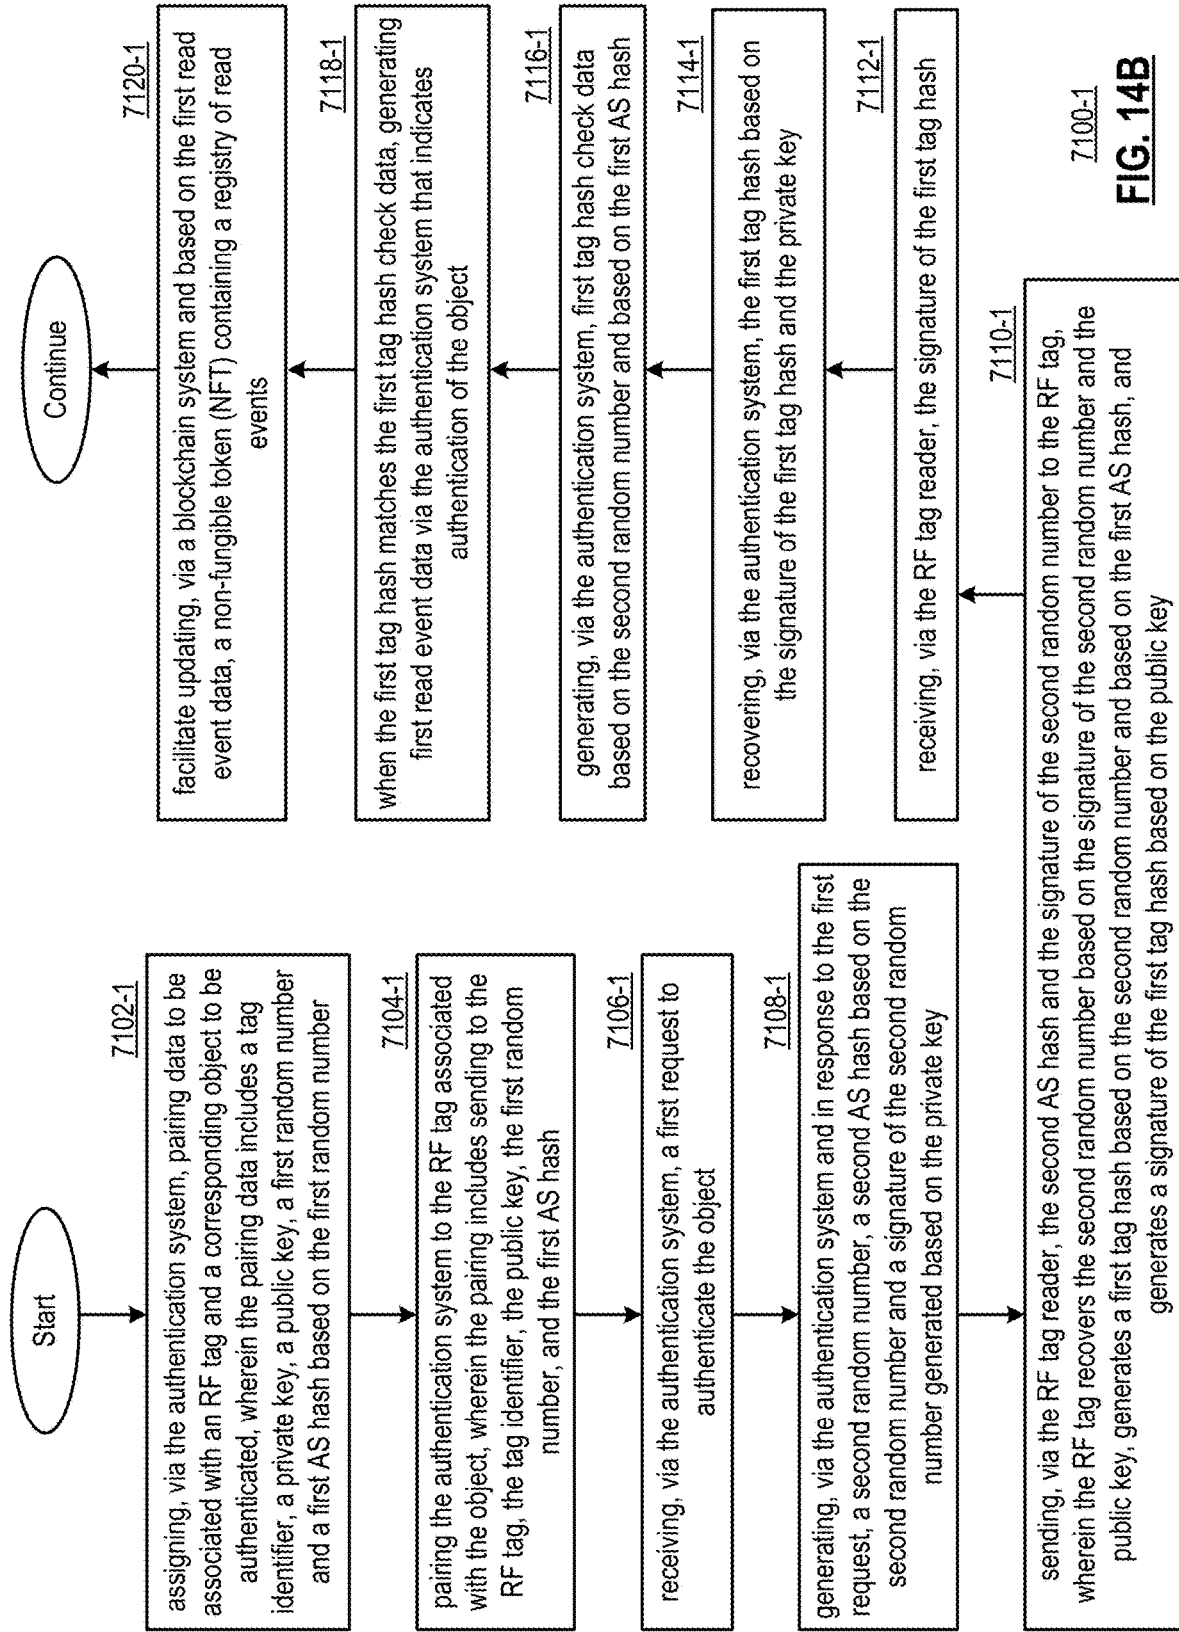 Start
7102-1
assigning, via the authentication system, pairing data to be
associated with an RF tag and a corresponding object to be
authenticated, wherein the pairing data includes a tag
identifier, a private key, a public key, a first random number
and a first AS hash based on the first random number
7104-1
pairing the authentication system to the RF tag associated
with the object, wherein the pairing includes sending to the
RF tag, the tag identifier, the public key, the first random
number, and the first AS hash
7106-1
receiving, via the authentication system, a first request to
authenticate the object
7108-1
generating, via the authentication system and in response to the first
request, a second random number, a second AS hash based on the
second random number and a signature of the second random
number generated based on the private key
7110-1
sending, via the RF tag reader, the second AS hash and the signature of the second random number to the RF tag,
wherein the RF tag recovers the second random number based on the signature of the second random number and the
public key, generates a first tag hash based on the second random number and based on the first AS hash, and
generates a signature of the first tag hash based on the public key
7112-1
receiving, via the RF tag reader, the signature of the first tag hash
7114-1
recovering, via the authentication system, the first tag hash based on
the signature of the first tag hash and the private key
7116-1
generating, via the authentication system, first tag hash check data
based on the second random number and based on the first AS hash
7118-1
when the first tag hash matches the first tag hash check data, generating
first read event data via the authentication system that indicates
authentication of the object
7120-1
facilitate updating, via a blockchain system and based on the first read
event data, a non-fungible token (NFT) containing a registry of read
events
Continue
7100-1
FIG. 14B